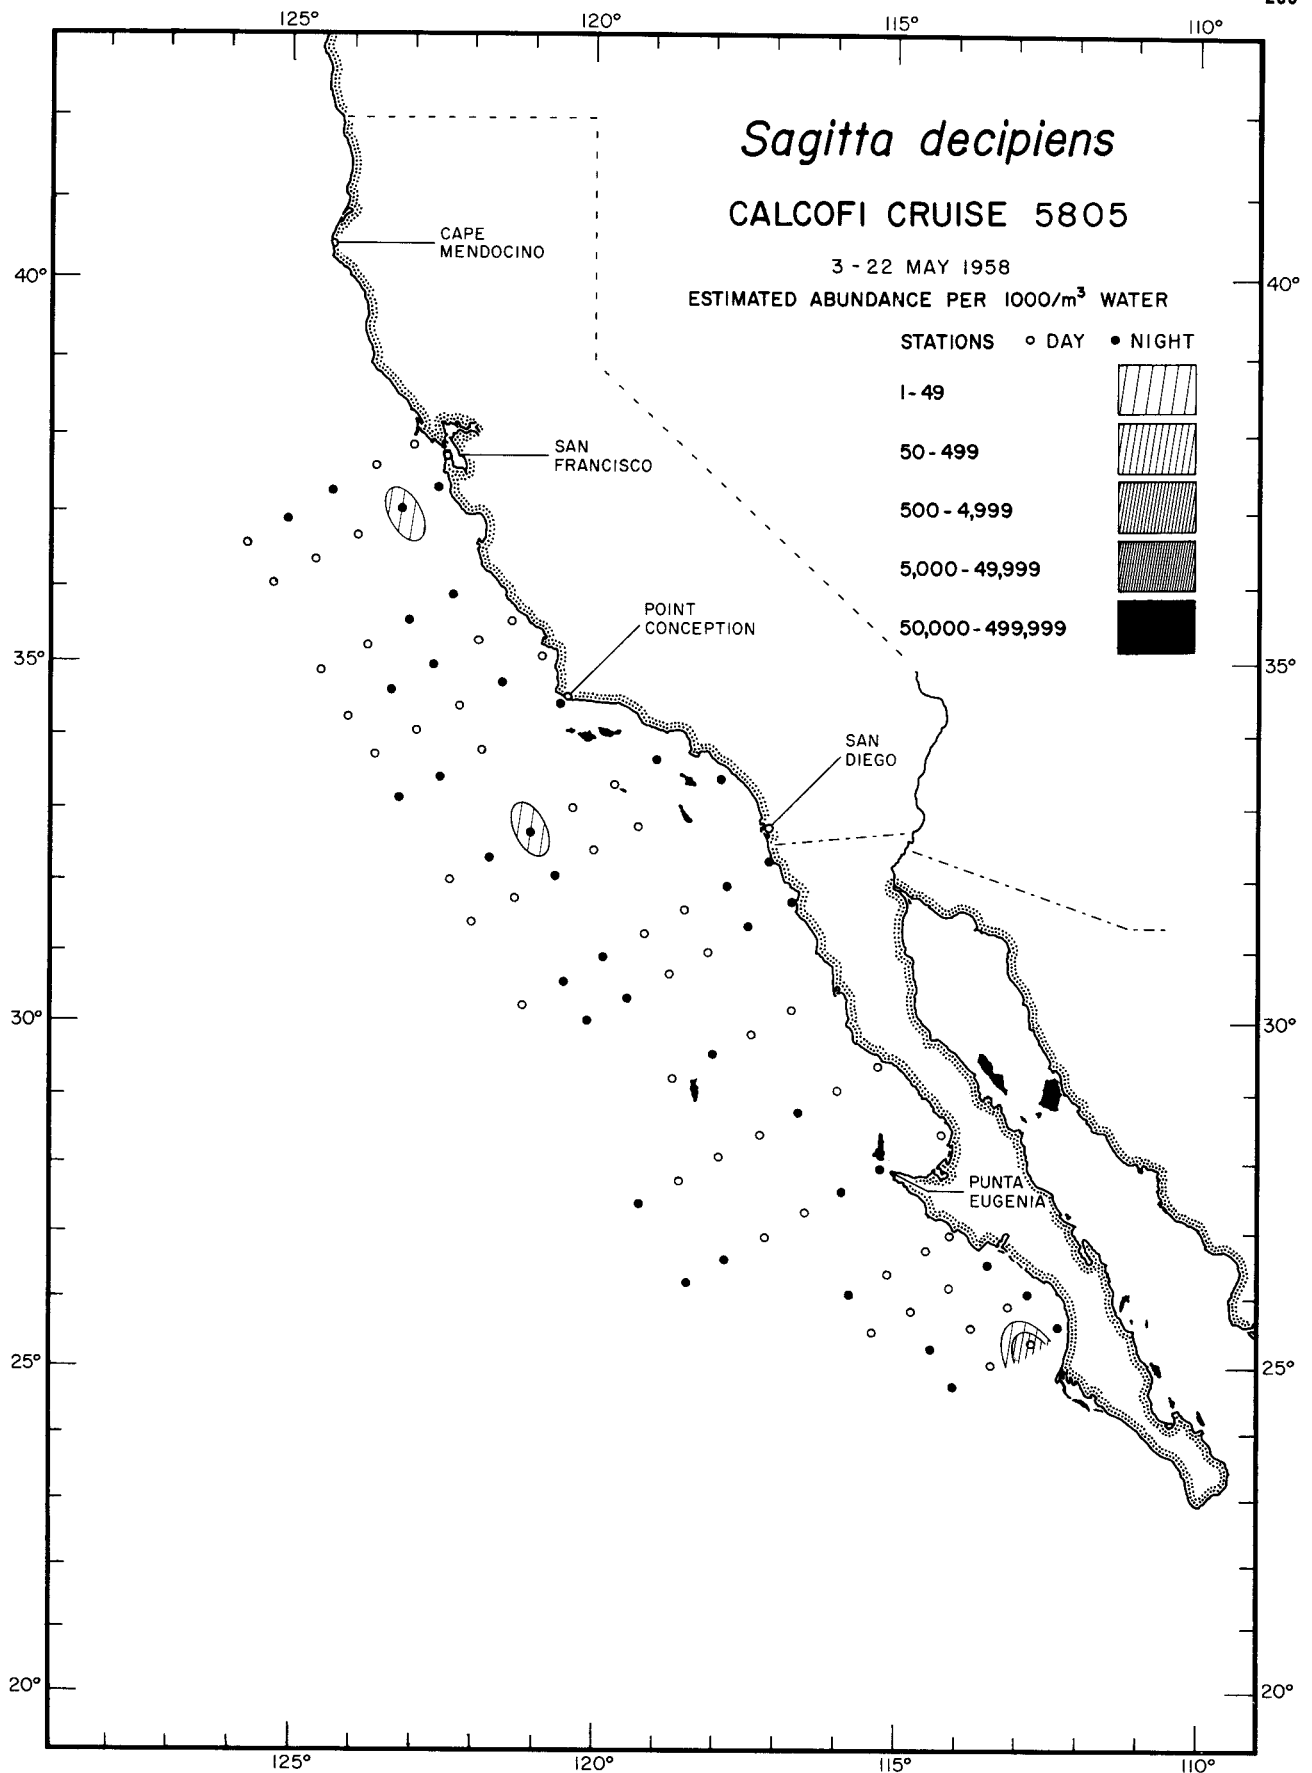 125° 120° 115° 110°
Sagitta decipiens
CALCOFI CRUISE 5805
3-22 MAY 1958
ESTIMATED ABUNDANCE PER 1000/m³ WATER
STATIONS ○ DAY ● NIGHT
1-49
50-499
500-4,999
5,000-49,999
50,000-499,999
CAPE
MENDOCINO
40° 40°
SAN
FRANCISCO
POINT
CONCEPTION
35° 35°
SAN
DIEGO
30° 30°
PUNTA
EUGENIA
25° 25°
20° 20°
125° 120° 115° 110°